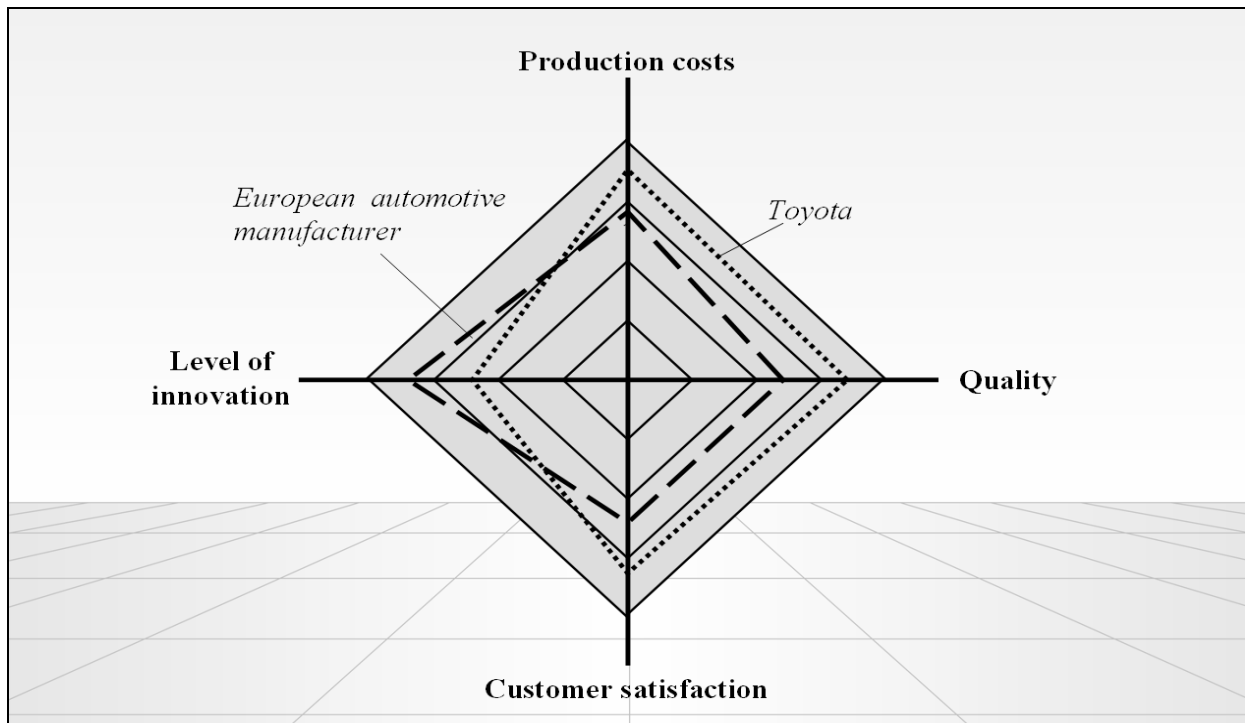 Production costs
European automotive
manufacturer
Toyota
Level of
innovation
Quality
Customer satisfaction